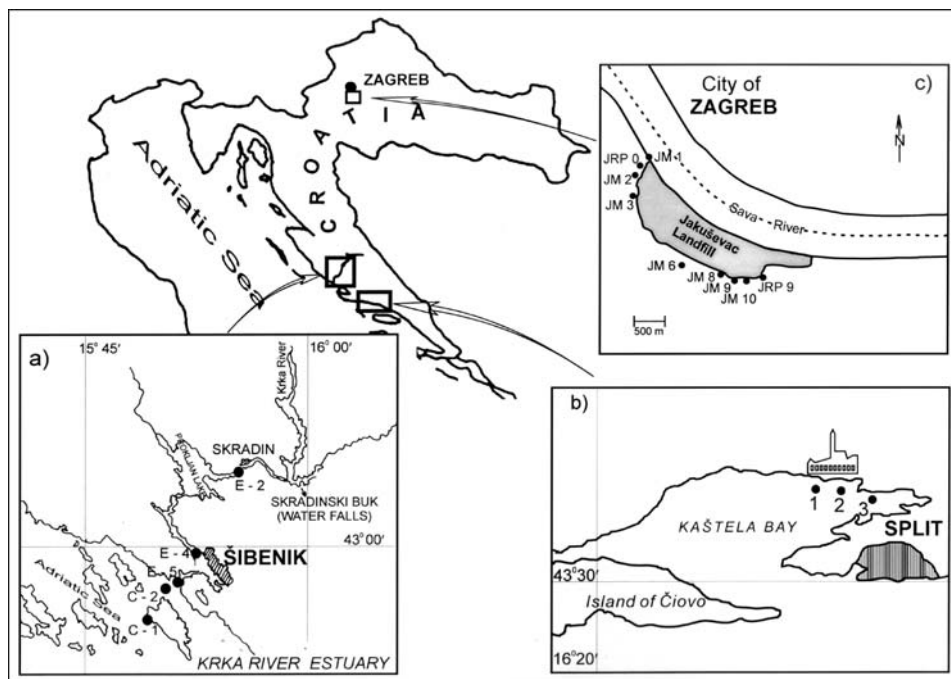 ZAGREB
CROATIA
Adriatic Sea
c)
City of
ZAGREB
N
JRP 0
JM 1
JM 2
JM 3
Sava River
Jakuševac
Landfill
JM 6
JM 8
JM 9
JM 10
JRP 9
500 m
a)
15° 45'
16° 00'
Krka River
PROKLJAN LAKE
SKRADIN
E - 2
SKRADINSKI BUK
(WATER FALLS)
43° 00'
E - 4
ŠIBENIK
E - 5
C - 2
C - 1
Adriatic Sea
KRKA RIVER ESTUARY
b)
1
2
3
KAŠTELA BAY
SPLIT
43° 30'
Island of Čiovo
16° 20'